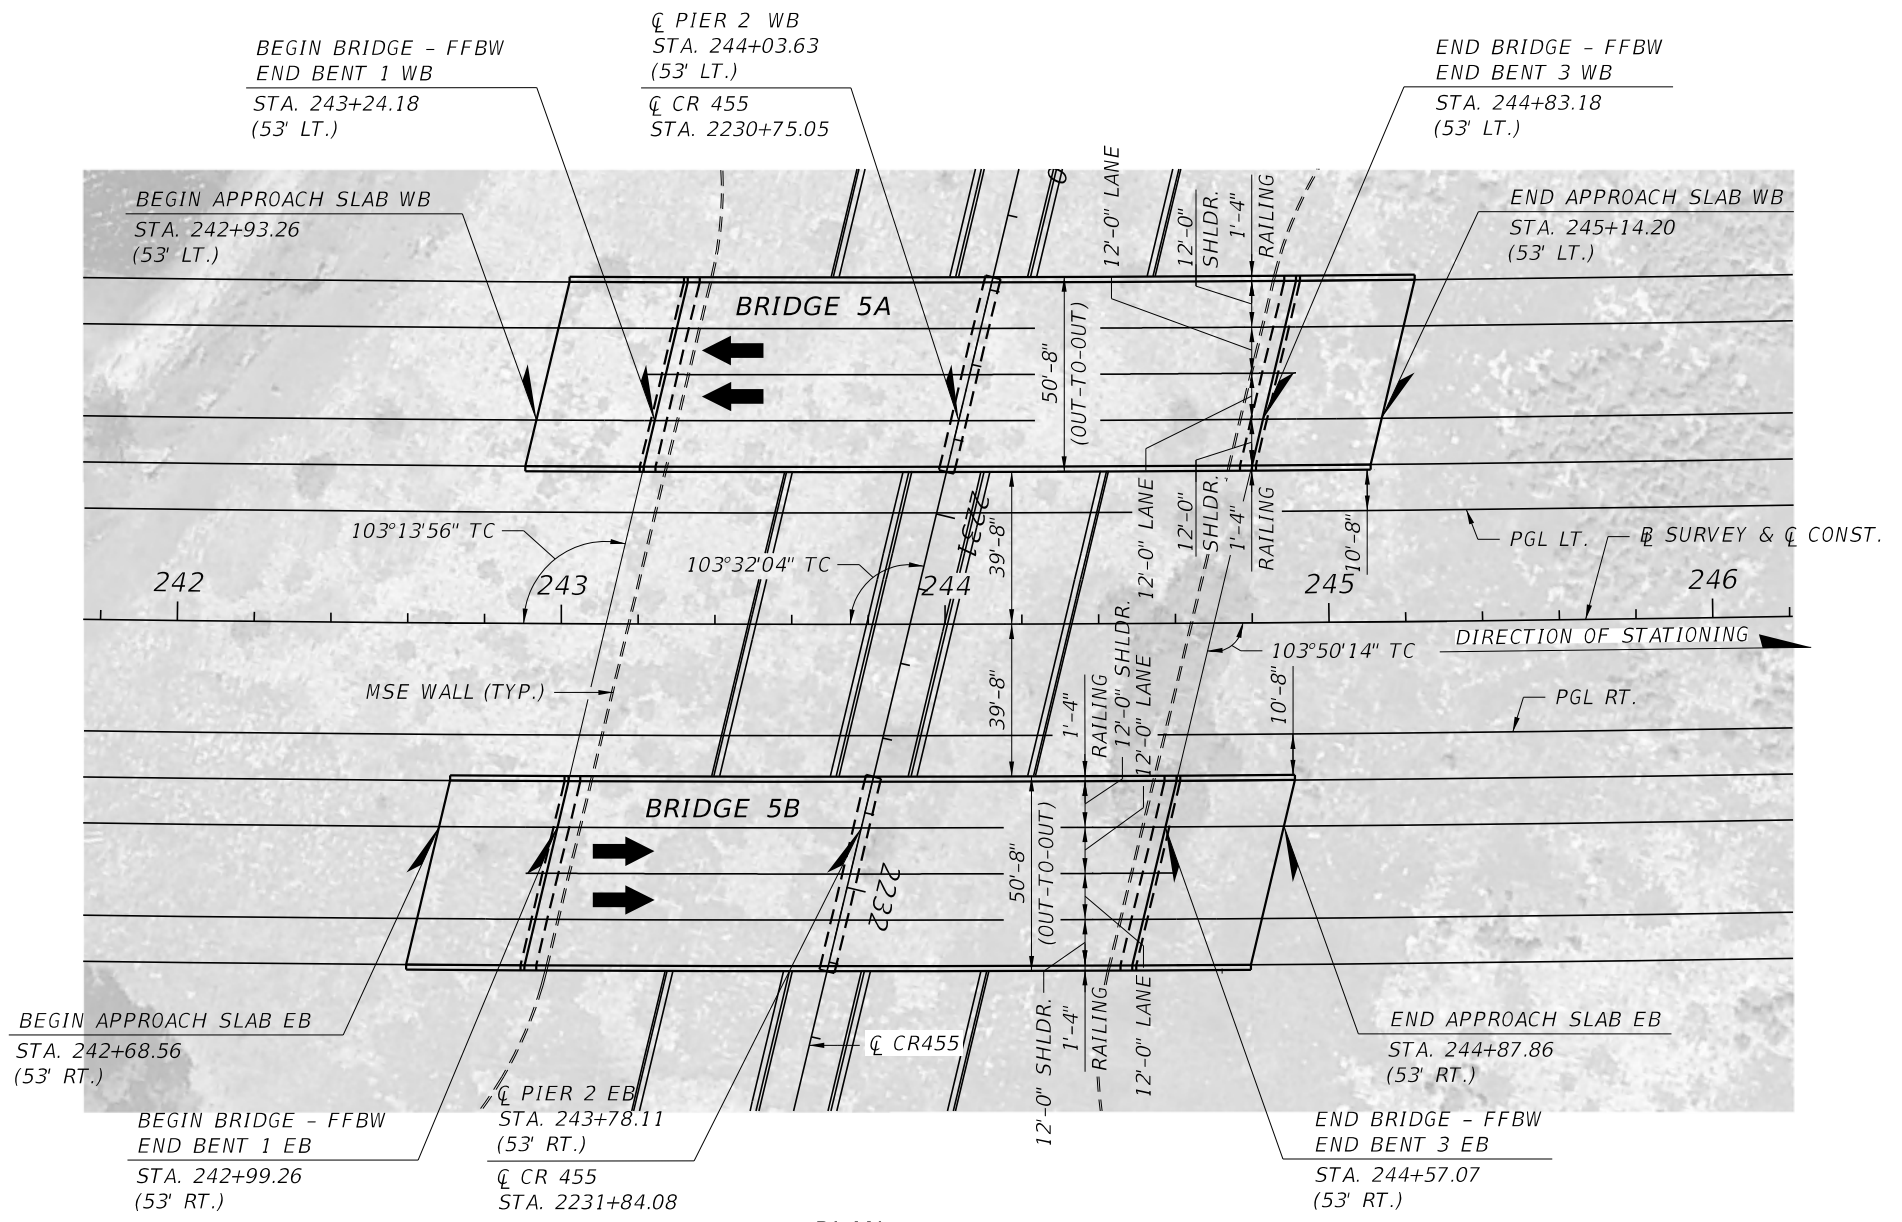 ℄ PIER 2 WB
STA. 244+03.63
(53' LT.)
℄ CR 455
STA. 2230+75.05
BEGIN BRIDGE - FFBW
END BENT 1 WB
STA. 243+24.18
(53' LT.)
END BRIDGE - FFBW
END BENT 3 WB
STA. 244+83.18
(53' LT.)
BEGIN APPROACH SLAB WB
STA. 242+93.26
(53' LT.)
END APPROACH SLAB WB
STA. 245+14.20
(53' LT.)
12'-0" LANE
12'-0"
SHLDR.
1'-4"
RAILING
BRIDGE 5A
50'-8"
(OUT-TO-OUT)
2231
39'-8"
12'-0" LANE
12'-0"
SHLDR.
1'-4"
RAILING
10'-8"
103°13'56" TC
103°32'04" TC
PGL LT.
B SURVEY & ℄ CONST.
242
243
244
245
246
103°50'14" TC
DIRECTION OF STATIONING
MSE WALL (TYP.)
39'-8"
1'-4"
RAILING
12'-0" SHLDR.
12'-0" LANE
10'-8"
PGL RT.
BRIDGE 5B
50'-8"
(OUT-TO-OUT)
2232
12'-0" SHLDR.
1'-4"
RAILING
12'-0" LANE
℄ CR455
BEGIN APPROACH SLAB EB
STA. 242+68.56
(53' RT.)
END APPROACH SLAB EB
STA. 244+87.86
(53' RT.)
BEGIN BRIDGE - FFBW
END BENT 1 EB
STA. 242+99.26
(53' RT.)
℄ PIER 2 EB
STA. 243+78.11
(53' RT.)
℄ CR 455
STA. 2231+84.08
END BRIDGE - FFBW
END BENT 3 EB
STA. 244+57.07
(53' RT.)